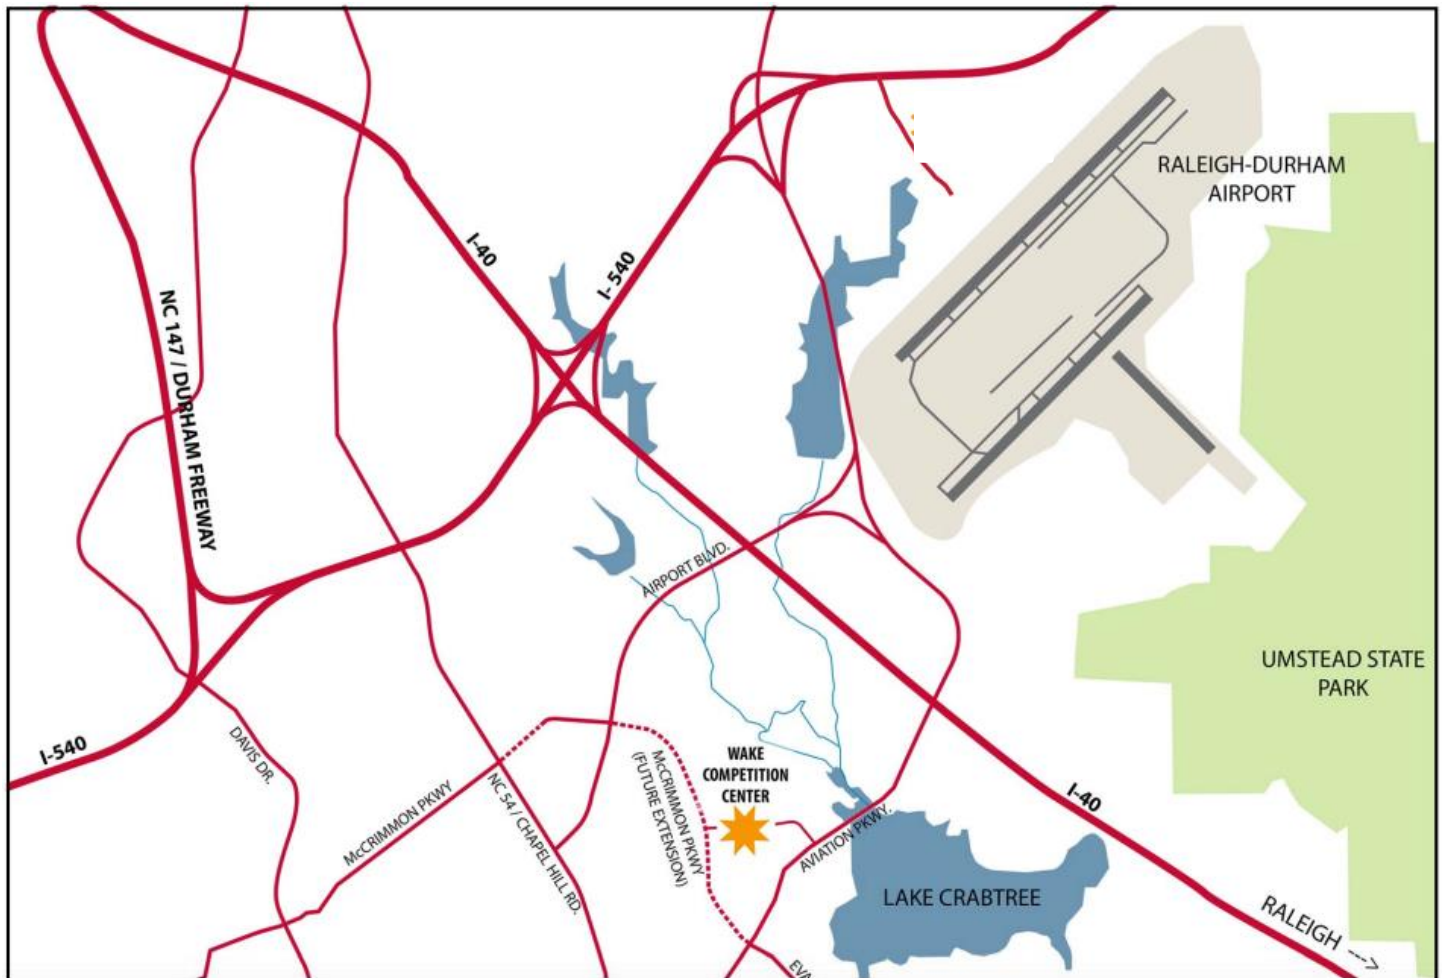 RALEIGH-DURHAM
AIRPORT
I-40
I- 540
NC 147 / DURHAM FREEWAY
AIRPORT BLVD.
UMSTEAD STATE
PARK
I-540
DAVIS DR.
McCRIMMON PKWY
NC 54 / CHAPEL HILL RD.
McCRIMMON PKWY
(FUTURE EXTENSION)
WAKE
COMPETITION
CENTER
AVIATION PKWY.
I-40
LAKE CRABTREE
RALEIGH